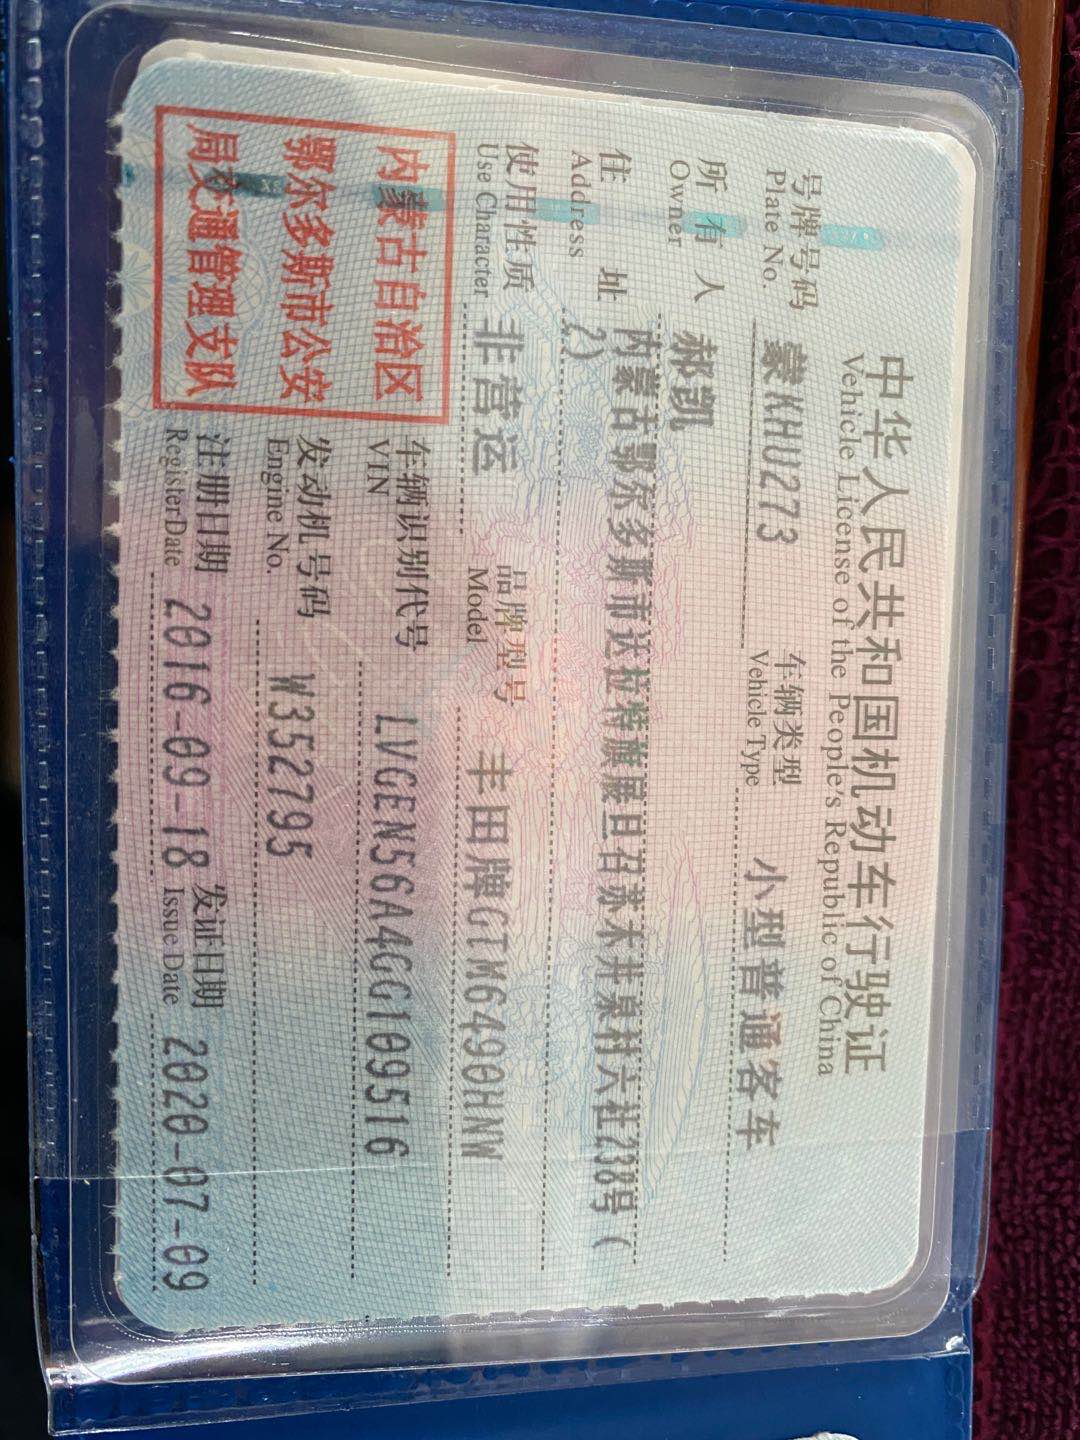 中华人民共和国机动车行驶证
Vehicle License of the People's Republic of China
号牌号码 蒙KHU273 车辆类型 小型普通客车
Plate No. Vehicle Type
所有人 郝凯
Owner
住址 内蒙古鄂尔多斯市达拉特旗展旦召苏木井泉村六社238号(
Address 2)
使用性质 非营运 品牌型号 丰田牌GTM6490HNW
Use Character Model
内蒙古自治区
鄂尔多斯市公安
局交通管理支队
车辆识别代号 LVGEN56A4GG109516
VIN
发动机号码 W352795
Engine No.
注册日期 2016-09-18 发证日期 2020-07-09
Register Date Issue Date